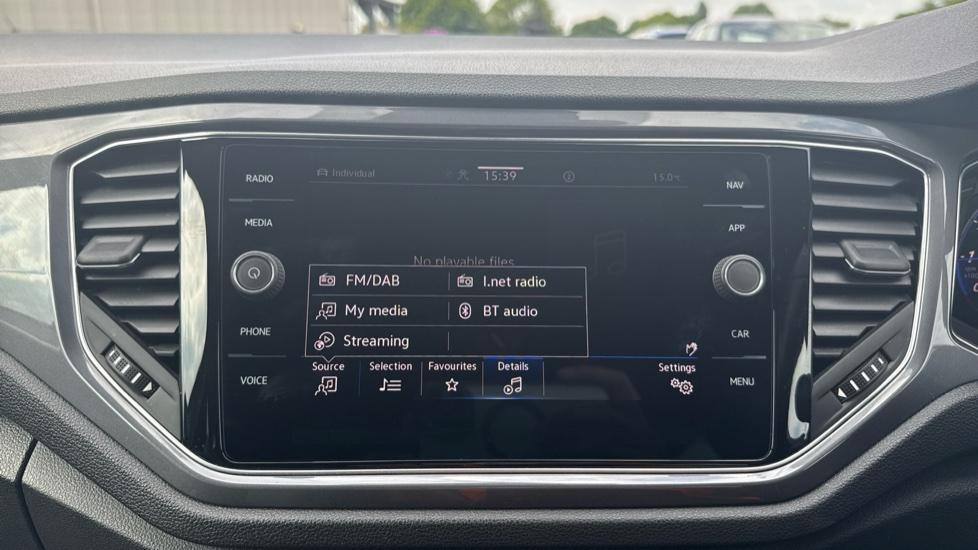 RADIO
MEDIA
PHONE
VOICE
Individual
15:39
15.0°C
No playable files
FM/DAB I.net radio
My media BT audio
Streaming
Source Selection Favourites Details Settings
NAV
APP
CAR
MENU